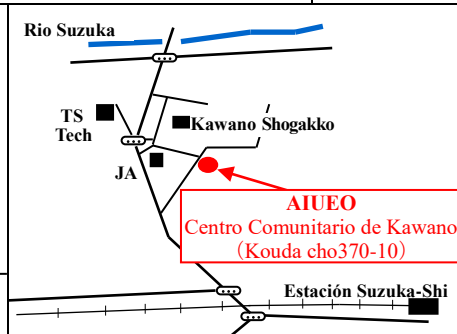 Rio Suzuka
TS
Tech
Kawano Shogakko
JA
AIUEO
Centro Comunitario de Kawano
(Kouda cho370-10)
Estación Suzuka-Shi